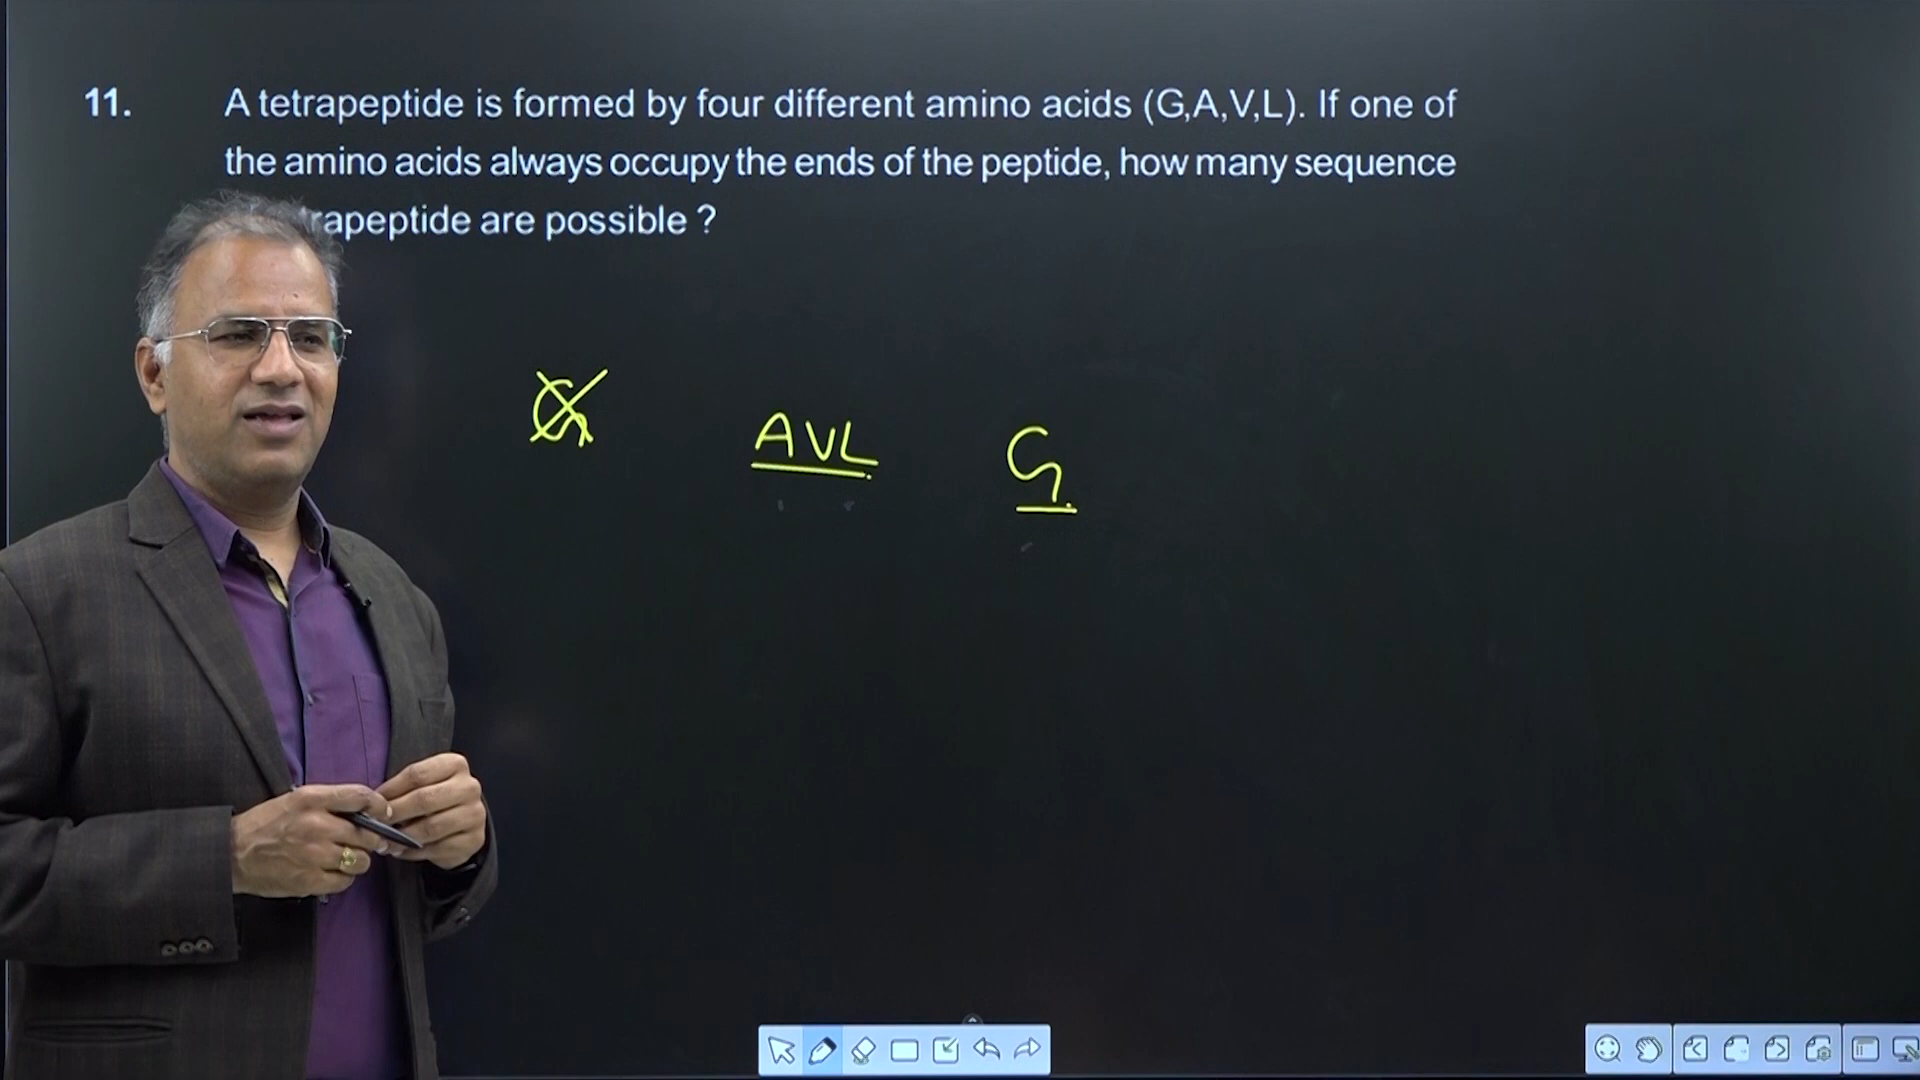 11. A tetrapeptide is formed by four different amino acids (G,A,V,L). If one of
the amino acids always occupy the ends of the peptide, how many sequence
are possible ?
G
AVL
G